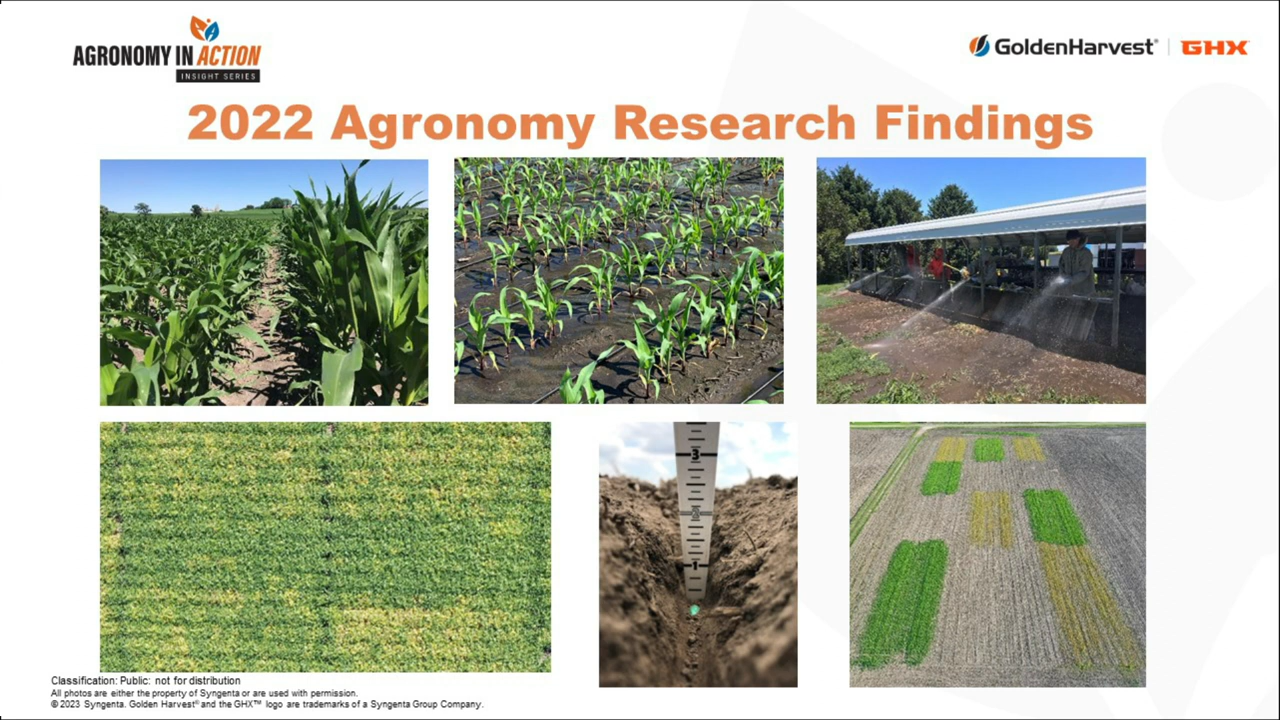 AGRONOMY IN ACTION
INSIGHT SERIES
GoldenHarvest® | GHX™
2022 Agronomy Research Findings
3
1
Classification: Public: not for distribution
All photos are either the property of Syngenta or are used with permission.
© 2023 Syngenta. Golden Harvest® and the GHX™ logo are trademarks of a Syngenta Group Company.